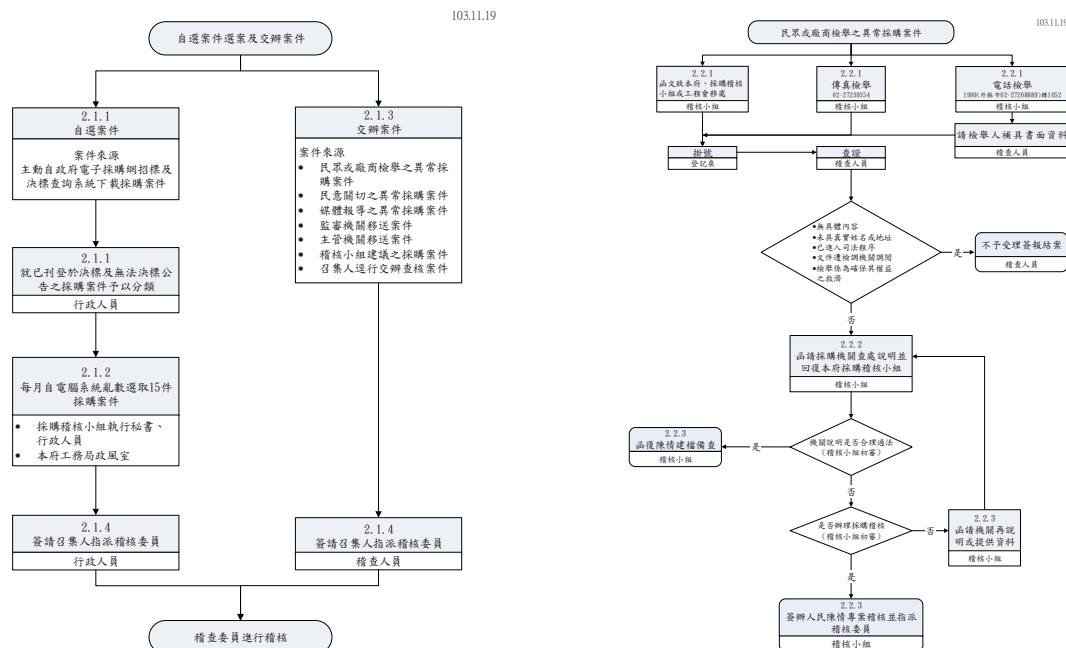 103.11.19
自選案件選案及交辦案件
2.1.1
自選案件
案件來源
主動自政府電子採購網招標及
決標查詢系統下載採購案件
2.1.1
就已刊登於決標及無法決標公
告之採購案件予以分類
行政人員
2.1.2
每月自電腦系統亂數選取15件
採購案件
• 採購稽核小組執行秘書、
行政人員
• 本府工務局政風室
2.1.4
簽請召集人指派稽核委員
行政人員
2.1.3
交辦案件
案件來源
• 民眾或廠商檢舉之異常採
購案件
• 民意關切之異常採購案件
• 媒體報導之異常採購案件
• 監審機關移送案件
• 主管機關移送案件
• 稽核小組建議之採購案件
• 召集人逕行交辦查核案件
2.1.4
簽請召集人指派稽核委員
稽查人員
稽查委員進行稽核
103.11.19
民眾或廠商檢舉之異常採購案件
2.2.1
函文致本府、採購稽核
小組或工程會移處
稽核小組
2.2.1
傳真檢舉
02-27239354
稽核小組
2.2.1
電話檢舉
1999(外縣市02-27208889)轉1052
稽核小組
請檢舉人補具書面資料
稽查人員
掛號
登記桌
查證
稽查人員
•無具體內容
•未具真實姓名或地址
•已進入司法程序
•文件遭檢調機關調閱
•檢舉係為確保其權益
之救濟
是
不予受理簽報結案
稽查人員
否
2.2.2
函請採購機關查處說明並
回復本府採購稽核小組
稽核小組
機關說明是否合理適法
(稽核小組初審)
是
2.2.3
函復陳情建檔備查
稽核小組
否
是否辦理採購稽核
(稽核小組初審)
否
2.2.3
函請機關再說
明或提供資料
稽核小組
是
2.2.3
簽辦人民陳情專案稽核並指派
稽核委員
稽核小組